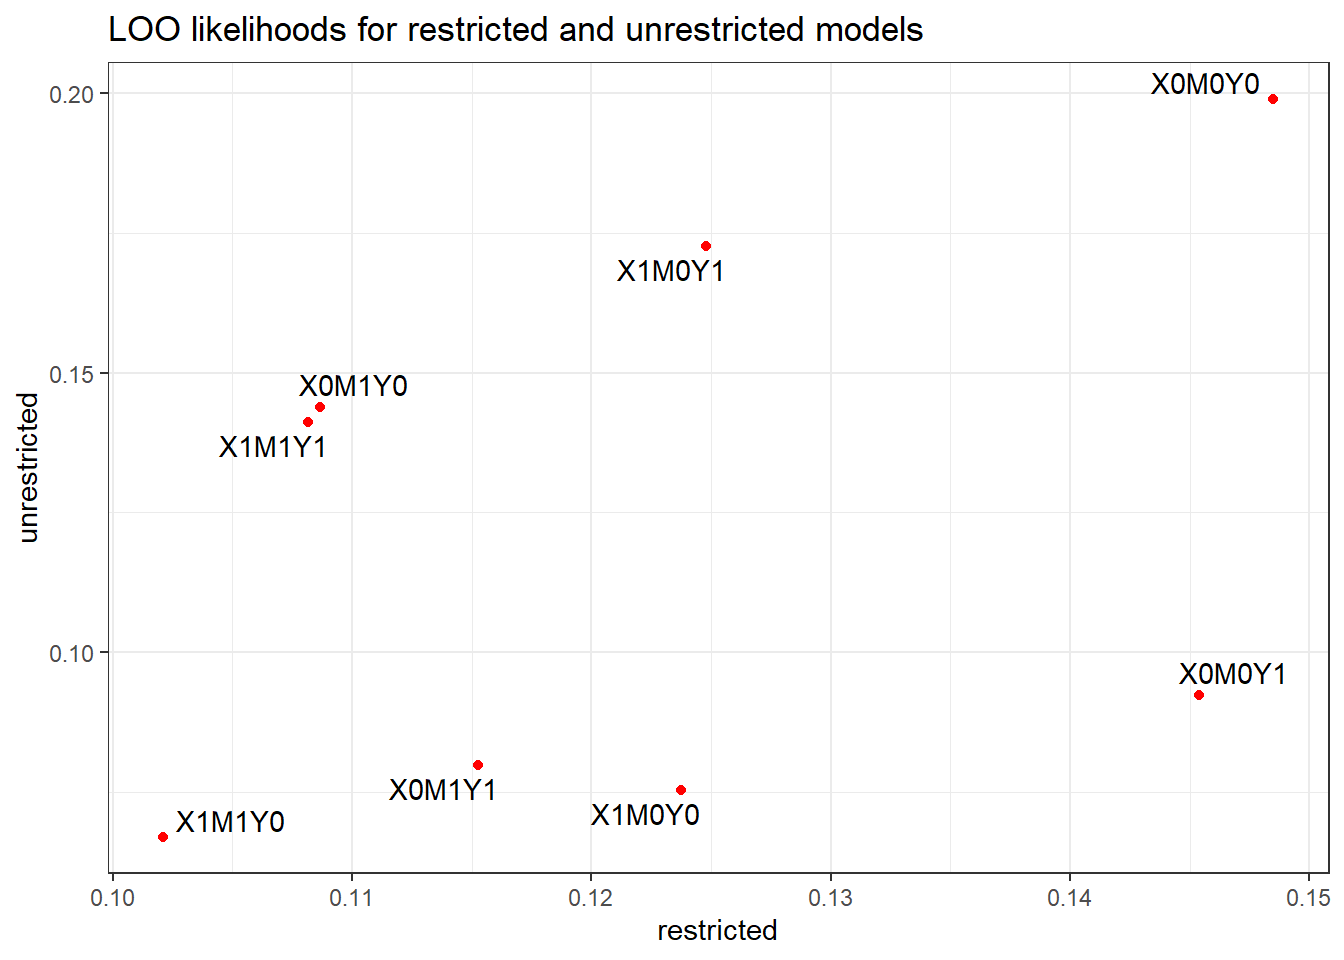 LOO likelihoods for restricted and unrestricted models
0.20
0.15
0.10
unrestricted
X0M0Y0
X1M0Y1
X0M1Y0
X1M1Y1
X0M0Y1
X0M1Y1
X1M0Y0
X1M1Y0
0.10 0.11 0.12 0.13 0.14 0.15
restricted